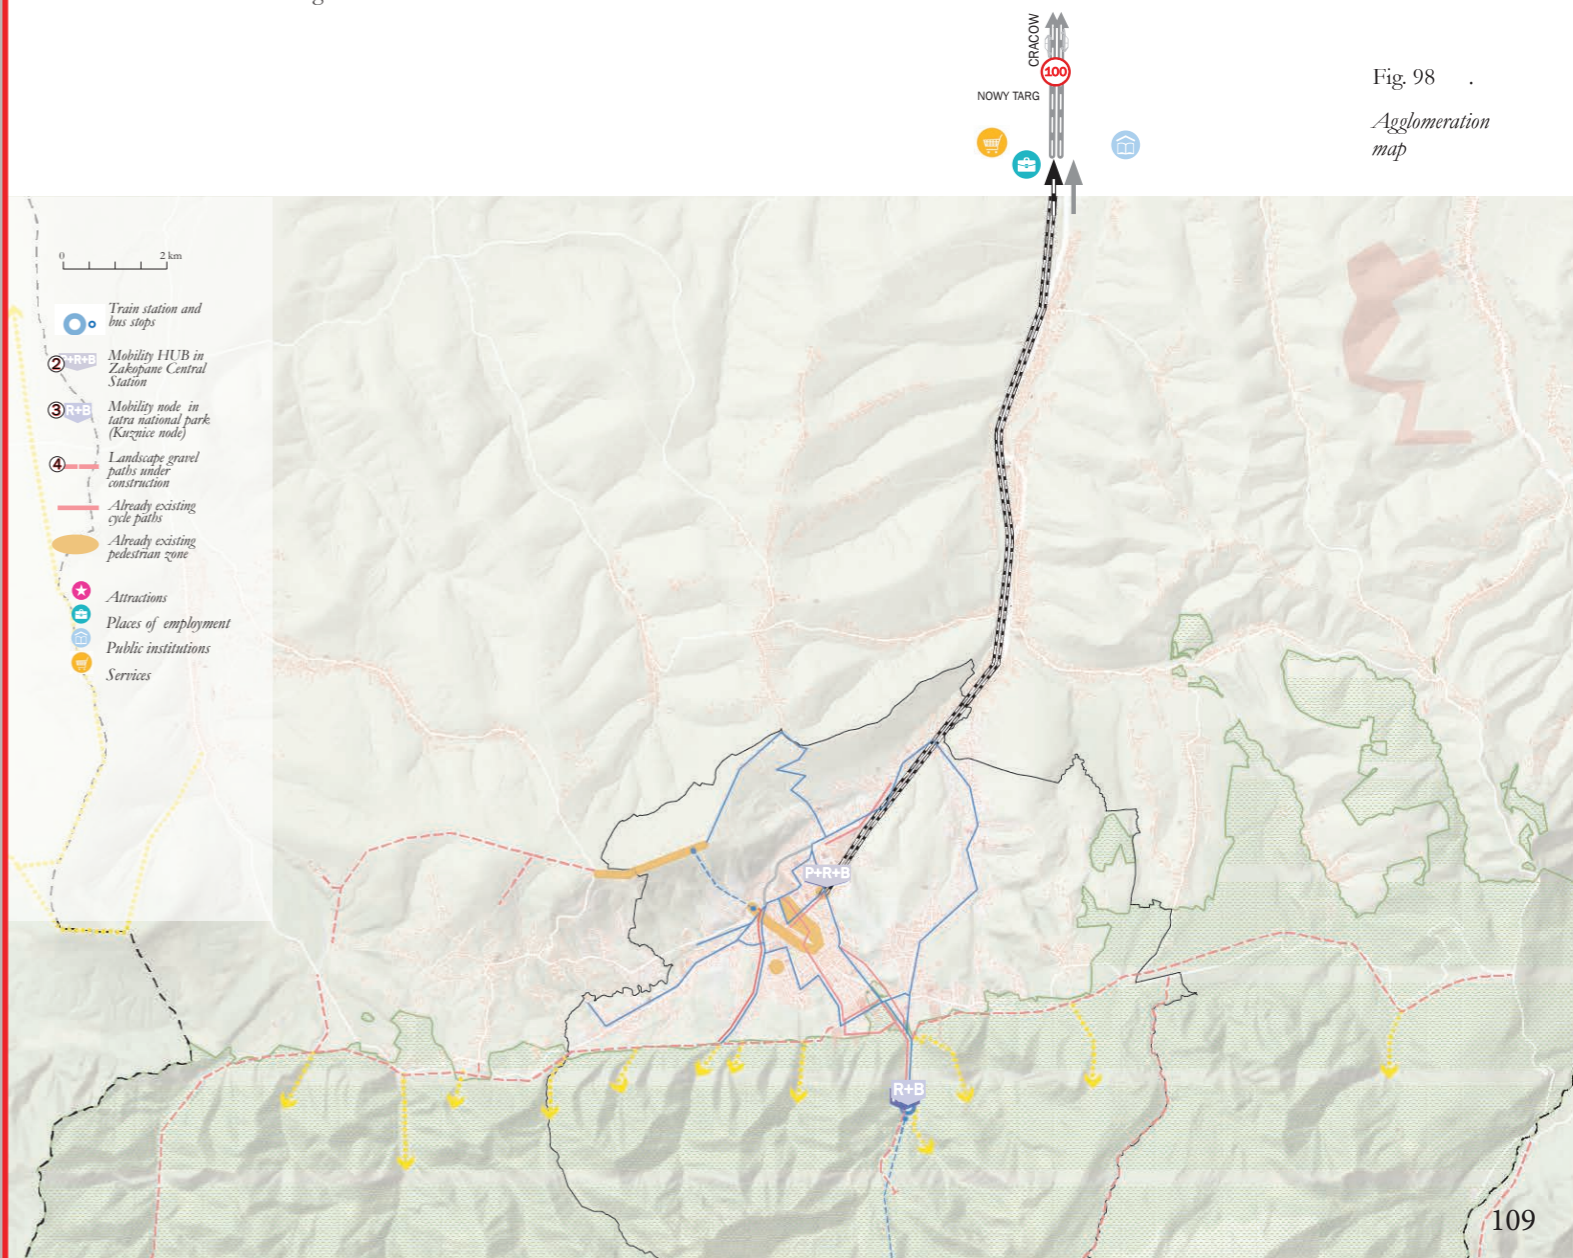 CRACOW
100
NOWY TARG
Fig. 98 .
Agglomeration
map
0 2 km
Train station and
bus stops
2 P+R+B
Mobility HUB in
Zakopane Central
Station
3 R+B
Mobility node in
tatra national park
(Kuznice node)
4
Landscape gravel
paths under
construction
Already existing
cycle paths
Already existing
pedestrian zone
Attractions
Places of employment
Public institutions
Services
P+R+B
R+B
109